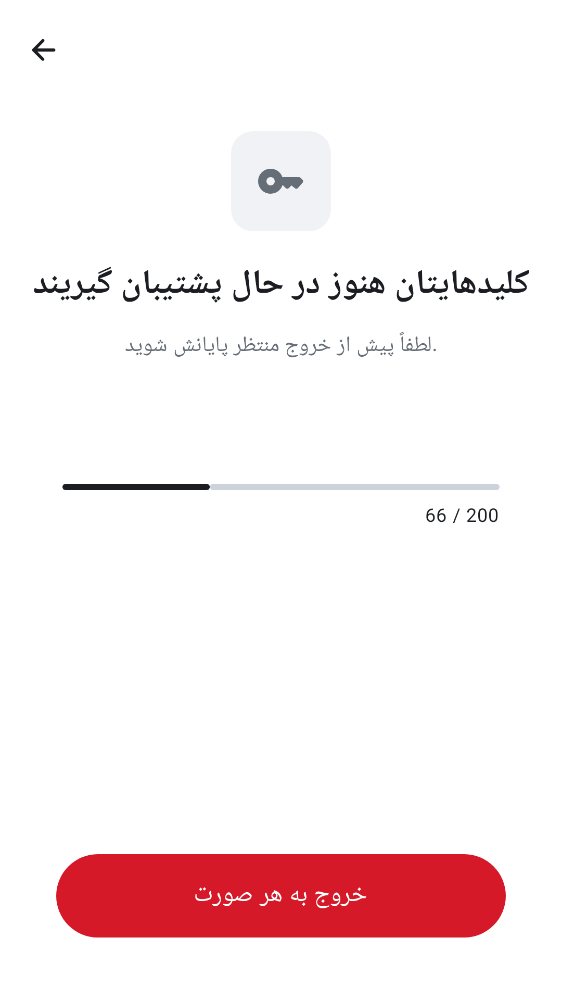 کلیدهایتان هنوز در حال پشتیبان گیریند
لطفاً پیش از خروج منتظر پایانش شوید.
66 / 200
خروج به هر صورت